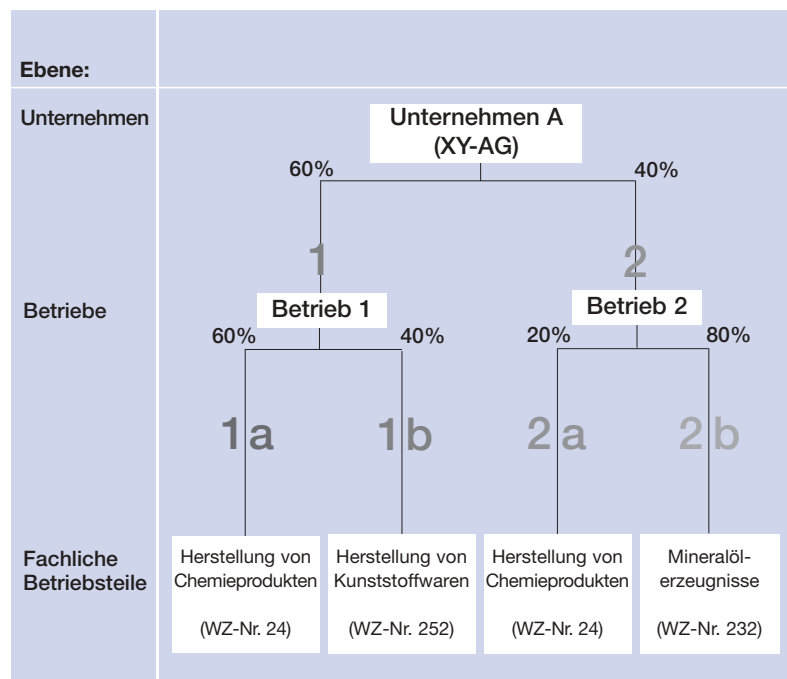 Ebene:
Unternehmen
Unternehmen A
(XY-AG)
60%
40%
1
2
Betriebe
Betrieb 1
Betrieb 2
60%
40%
20%
80%
1a
1b
2a
2b
Fachliche
Betriebsteile
Herstellung von
Chemieprodukten
(WZ-Nr. 24)
Herstellung von
Kunststoffwaren
(WZ-Nr. 252)
Herstellung von
Chemieprodukten
(WZ-Nr. 24)
Mineralöl-
erzeugnisse
(WZ-Nr. 232)